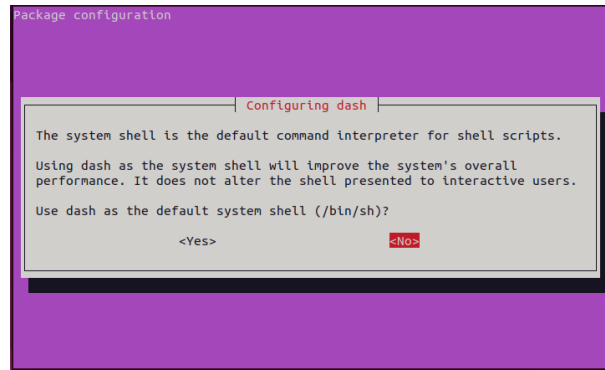 Package configuration
Configuring dash
The system shell is the default command interpreter for shell scripts.
Using dash as the system shell will improve the system's overall
performance. It does not alter the shell presented to interactive users.
Use dash as the default system shell (/bin/sh)?
<Yes> <No>